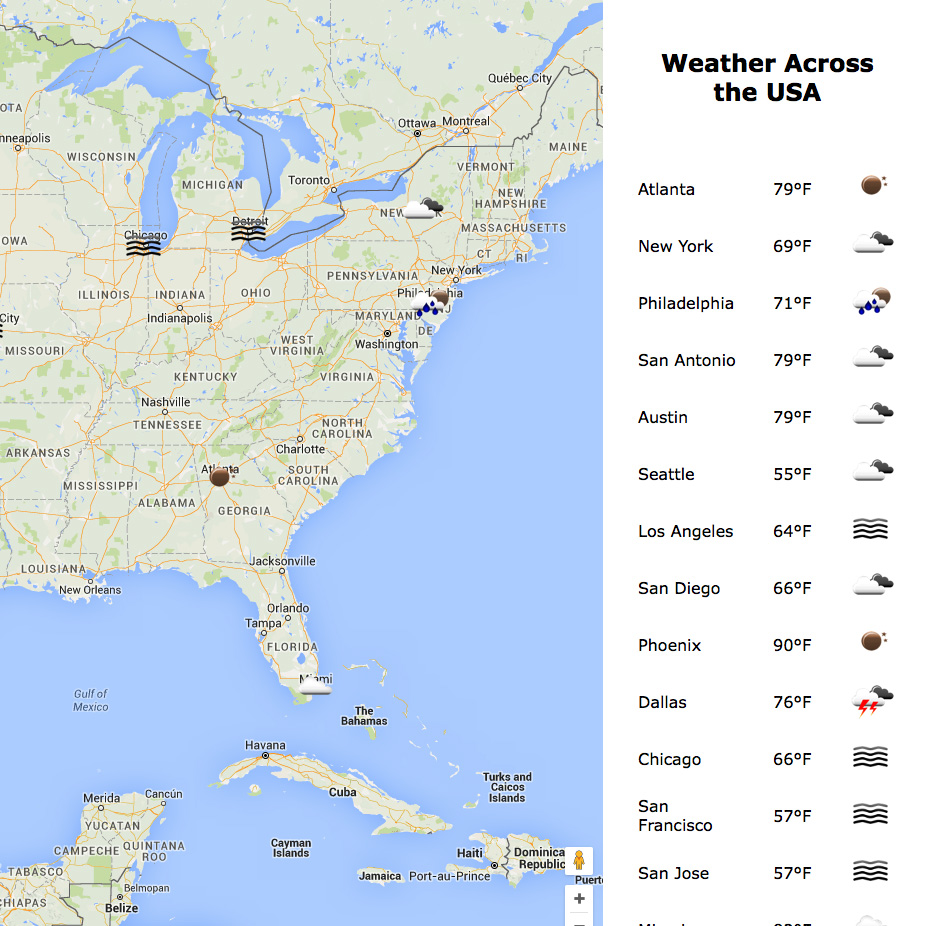 Québec City
OTA
Ottawa
Montreal
nneapolis
MAINE
WISCONSIN
VERMONT
Toronto
MICHIGAN
NEW
HAMPSHIRE
NEW
K
Detroit
MASSACHUSETTS
Chicago
OWA
CT
RI
New York
PENNSYLVANIA
ILLINOIS
INDIANA
OHIO
Philadelphia
J
City
Indianapolis
MARYLAND
DE
WEST
VIRGINIA
Washington
MISSOURI
KENTUCKY
VIRGINIA
Nashville
TENNESSEE
NORTH
CAROLINA
Charlotte
ARKANSAS
Atlanta
SOUTH
CAROLINA
MISSISSIPPI
ALABAMA
GEORGIA
Jacksonville
LOUISIANA
New Orleans
Orlando
Tampa
FLORIDA
Miami
Gulf of
Mexico
The
Bahamas
Havana
Turks and
Caicos
Islands
Cuba
Merida
Cancún
YUCATAN
CAMPECHE
QUINTANA
ROO
Cayman
Islands
Haiti
Dominica
Republic
TABASCO
Jamaica
Port-au-Prince
Puerto
CHIAPAS
Belmopan
Belize
+
Weather Across
the USA
Atlanta 79°F
New York 69°F
Philadelphia 71°F
San Antonio 79°F
Austin 79°F
Seattle 55°F
Los Angeles 64°F
San Diego 66°F
Phoenix 90°F
Dallas 76°F
Chicago 66°F
San
Francisco 57°F
San Jose 57°F